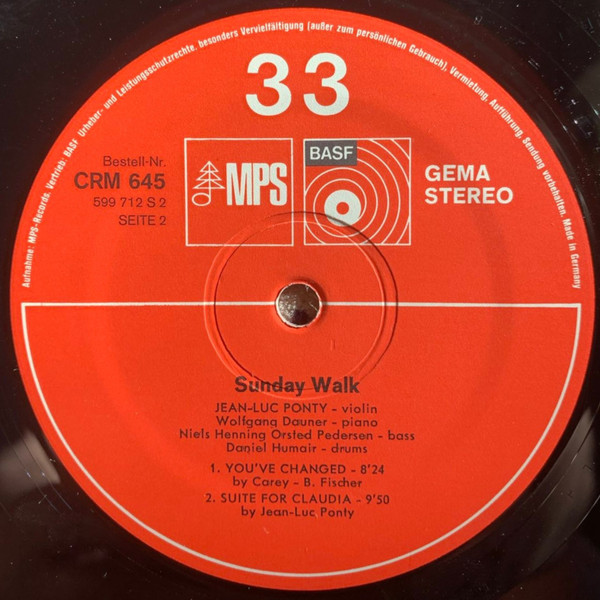 Aufnahme: MPS-Records. Vertrieb: BASF Urheber- und Leistungsschutzrechte, besonders Vervielfältigung (außer zum persönlichen Gebrauch), Vermietung, Aufführung, Sendung vorbehalten. Made in Germany
33
Bestell-Nr.
CRM 645
599 712 S 2
SEITE 2
MPS
BASF
GEMA
STEREO
Sunday Walk
JEAN-LUC PONTY - violin
Wolfgang Dauner - piano
Niels Henning Orsted Pedersen - bass
Daniel Humair - drums
1. YOU'VE CHANGED - 8'24
by Carey - B. Fischer
2. SUITE FOR CLAUDIA - 9'50
by Jean-Luc Ponty